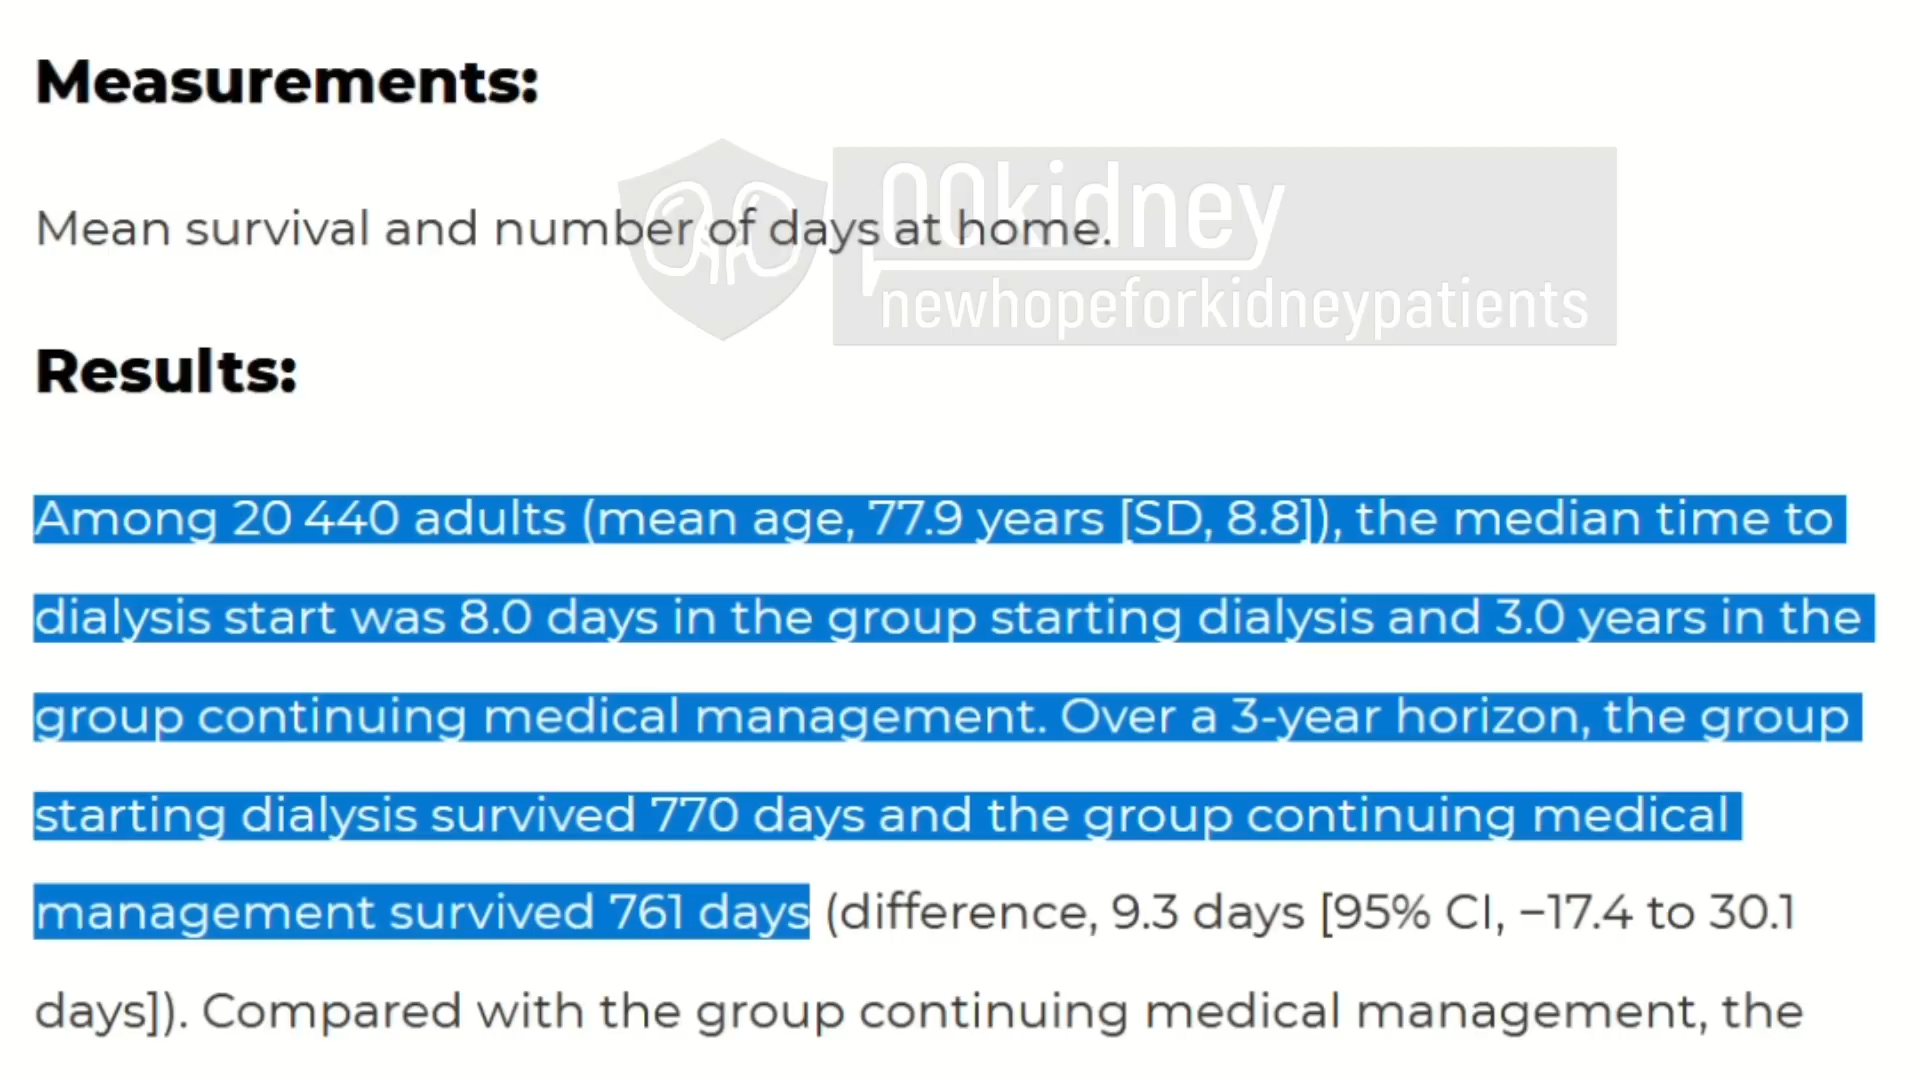 Measurements:
00kidney
Mean survival and number of days at home.
newhopeforkidneypatients
Results:
Among 20 440 adults (mean age, 77.9 years [SD, 8.8]), the median time to
dialysis start was 8.0 days in the group starting dialysis and 3.0 years in the
group continuing medical management. Over a 3-year horizon, the group
starting dialysis survived 770 days and the group continuing medical
management survived 761 days (difference, 9.3 days [95% CI, −17.4 to 30.1
days]). Compared with the group continuing medical management, the